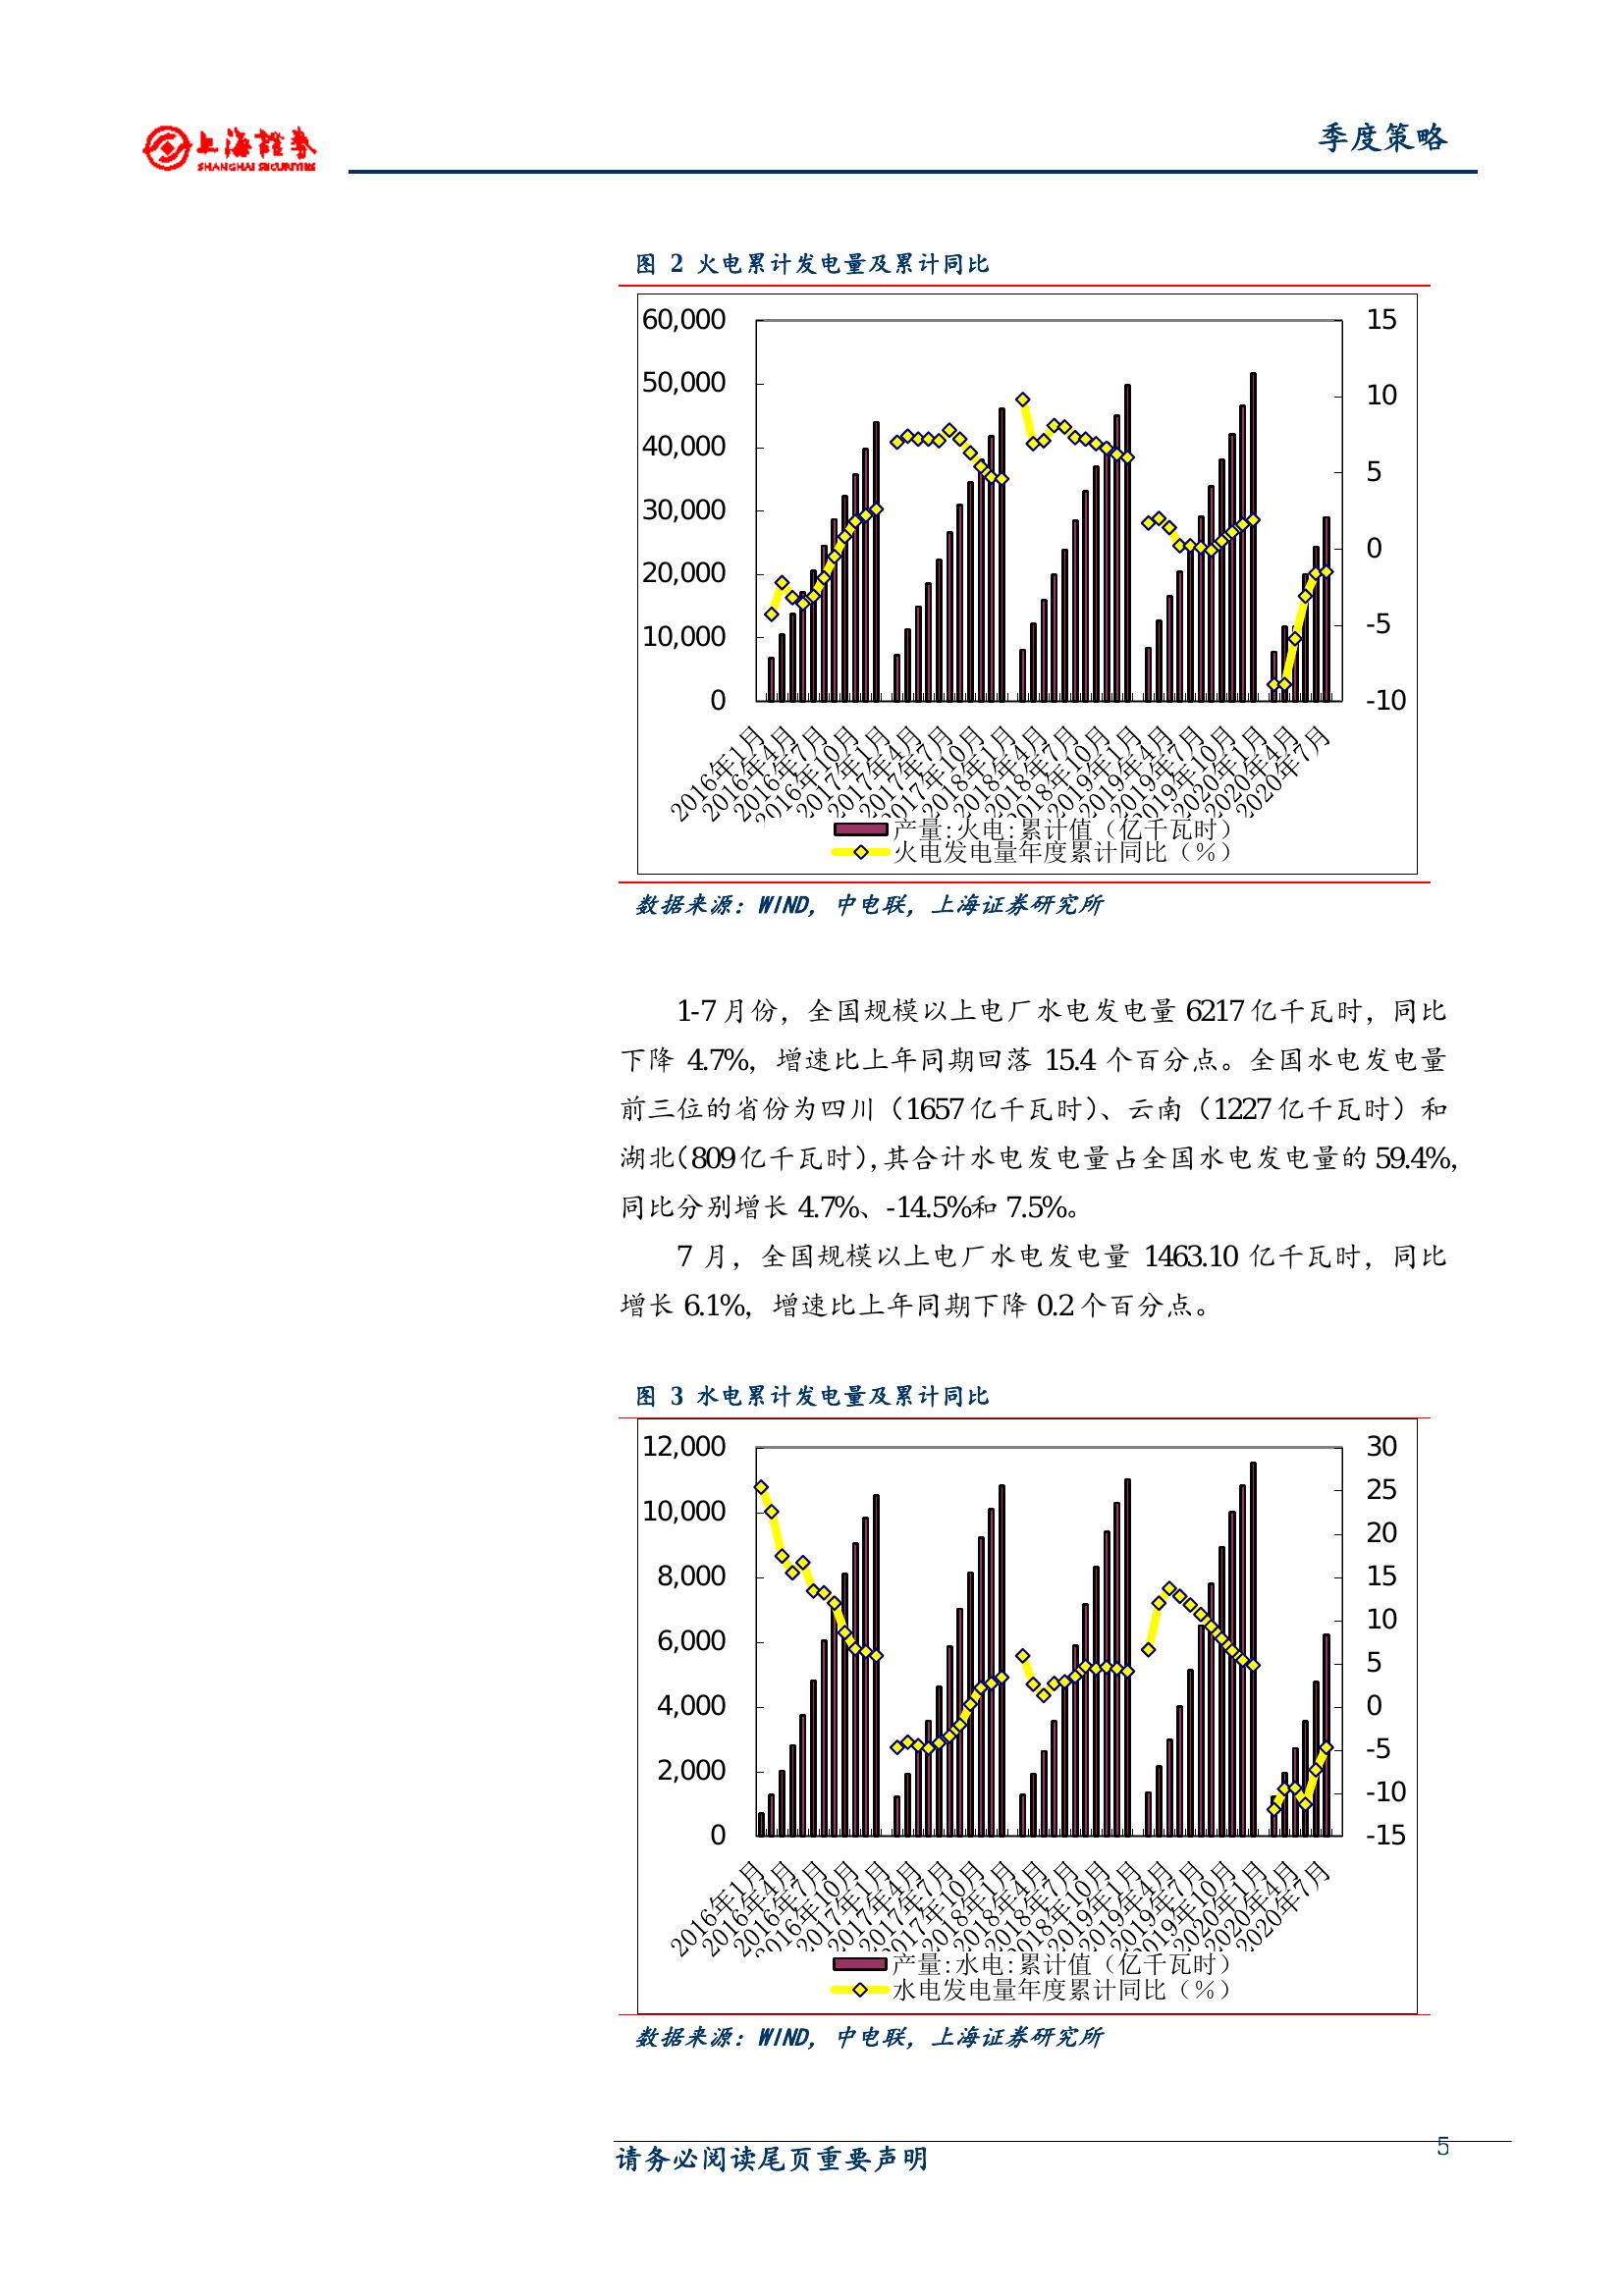 上海證券
SHANGHAI SECURITIES
季度策略
图 2 火电累计发电量及累计同比
60,000
50,000
40,000
30,000
20,000
10,000
0
15
10
5
0
-5
-10
2016年1月
2016年4月
2016年7月
2016年10月
2017年1月
2017年4月
2017年7月
2017年10月
2018年1月
2018年4月
2018年7月
2018年10月
2019年1月
2019年4月
2019年7月
2019年10月
2020年1月
2020年4月
2020年7月
产量:火电:累计值（亿千瓦时）
火电发电量年度累计同比（%）
数据来源：WIND，中电联，上海证券研究所
1-7 月份，全国规模以上电厂水电发电量 6217 亿千瓦时，同比
下降 4.7%，增速比上年同期回落 15.4 个百分点。全国水电发电量
前三位的省份为四川（1657 亿千瓦时）、云南（1227 亿千瓦时）和
湖北（809 亿千瓦时），其合计水电发电量占全国水电发电量的 59.4%，
同比分别增长 4.7%、-14.5%和 7.5%。
7 月，全国规模以上电厂水电发电量 1463.10 亿千瓦时，同比
增长 6.1%，增速比上年同期下降 0.2 个百分点。
图 3 水电累计发电量及累计同比
12,000
10,000
8,000
6,000
4,000
2,000
0
30
25
20
15
10
5
0
-5
-10
-15
2016年1月
2016年4月
2016年7月
2016年10月
2017年1月
2017年4月
2017年7月
2017年10月
2018年1月
2018年4月
2018年7月
2018年10月
2019年1月
2019年4月
2019年7月
2019年10月
2020年1月
2020年4月
2020年7月
产量:水电:累计值（亿千瓦时）
水电发电量年度累计同比（%）
数据来源：WIND，中电联，上海证券研究所
请务必阅读尾页重要声明
5